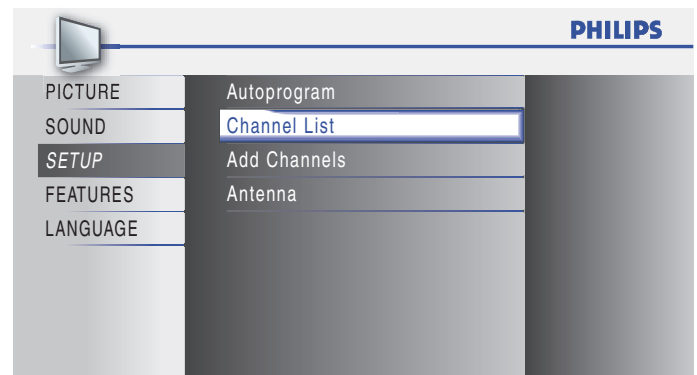 PHILIPS
PICTURE
SOUND
SETUP
FEATURES
LANGUAGE
Autoprogram
Channel List
Add Channels
Antenna